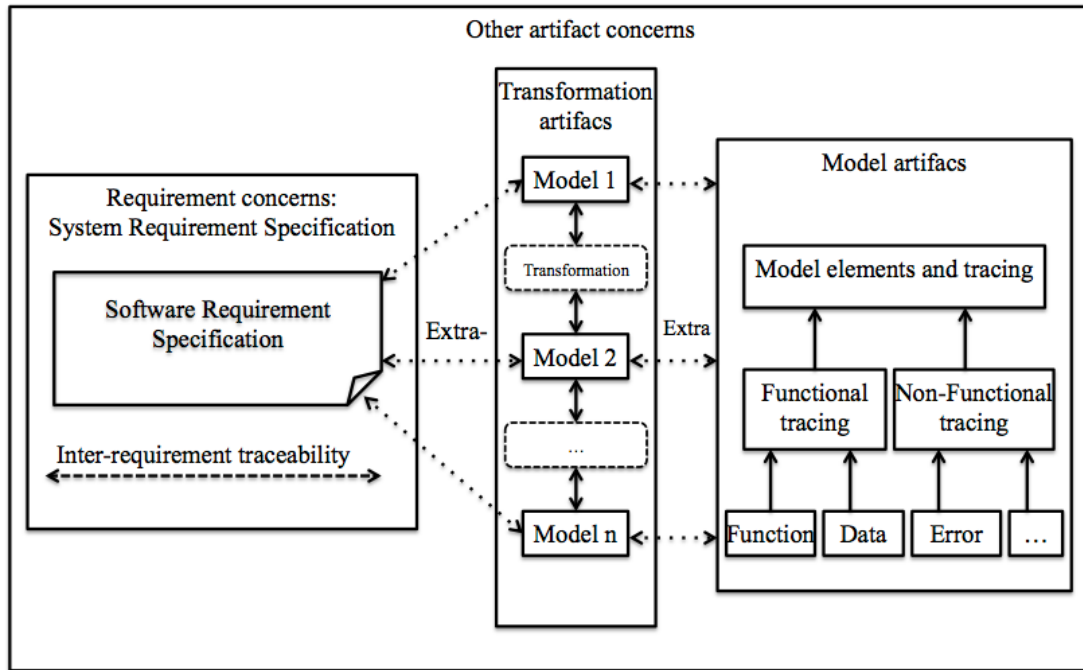 Other artifact concerns
Requirement concerns:
System Requirement Specification
Software Requirement
Specification
Inter-requirement traceability
Extra-
Transformation
artifacs
Model 1
Transformation
Model 2
...
Model n
Extra
Model artifacs
Model elements and tracing
Functional
tracing
Non-Functional
tracing
Function
Data
Error
...